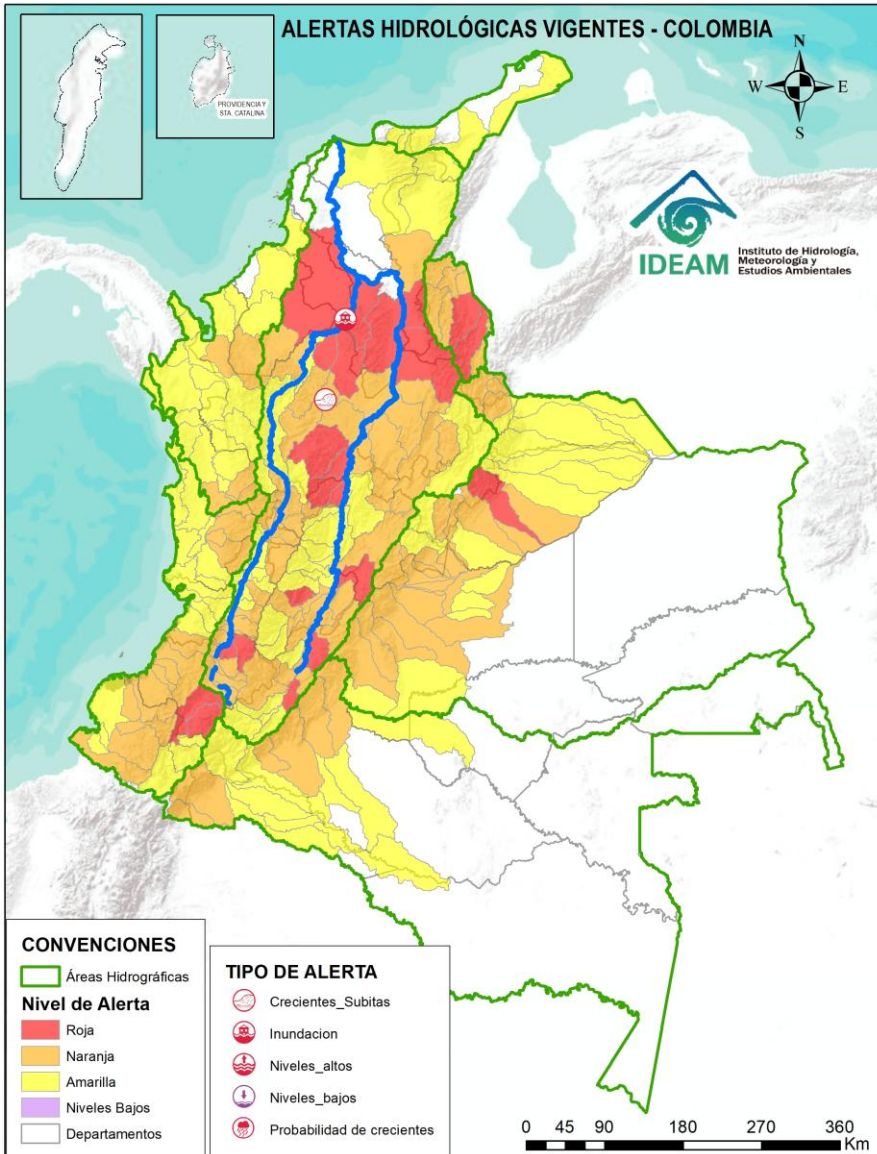 ALERTAS HIDROLÓGICAS VIGENTES - COLOMBIA
PROVIDENCIA Y
STA. CATALINA
N
W E
S
IDEAM
Instituto de Hidrología,
Meteorología y
Estudios Ambientales
CONVENCIONES
Áreas Hidrográficas
Nivel de Alerta
Roja
Naranja
Amarilla
Niveles Bajos
Departamentos
TIPO DE ALERTA
Crecientes_Subitas
Inundacion
Niveles_altos
Niveles_bajos
Probabilidad de crecientes
0 45 90 180 270 360
Km